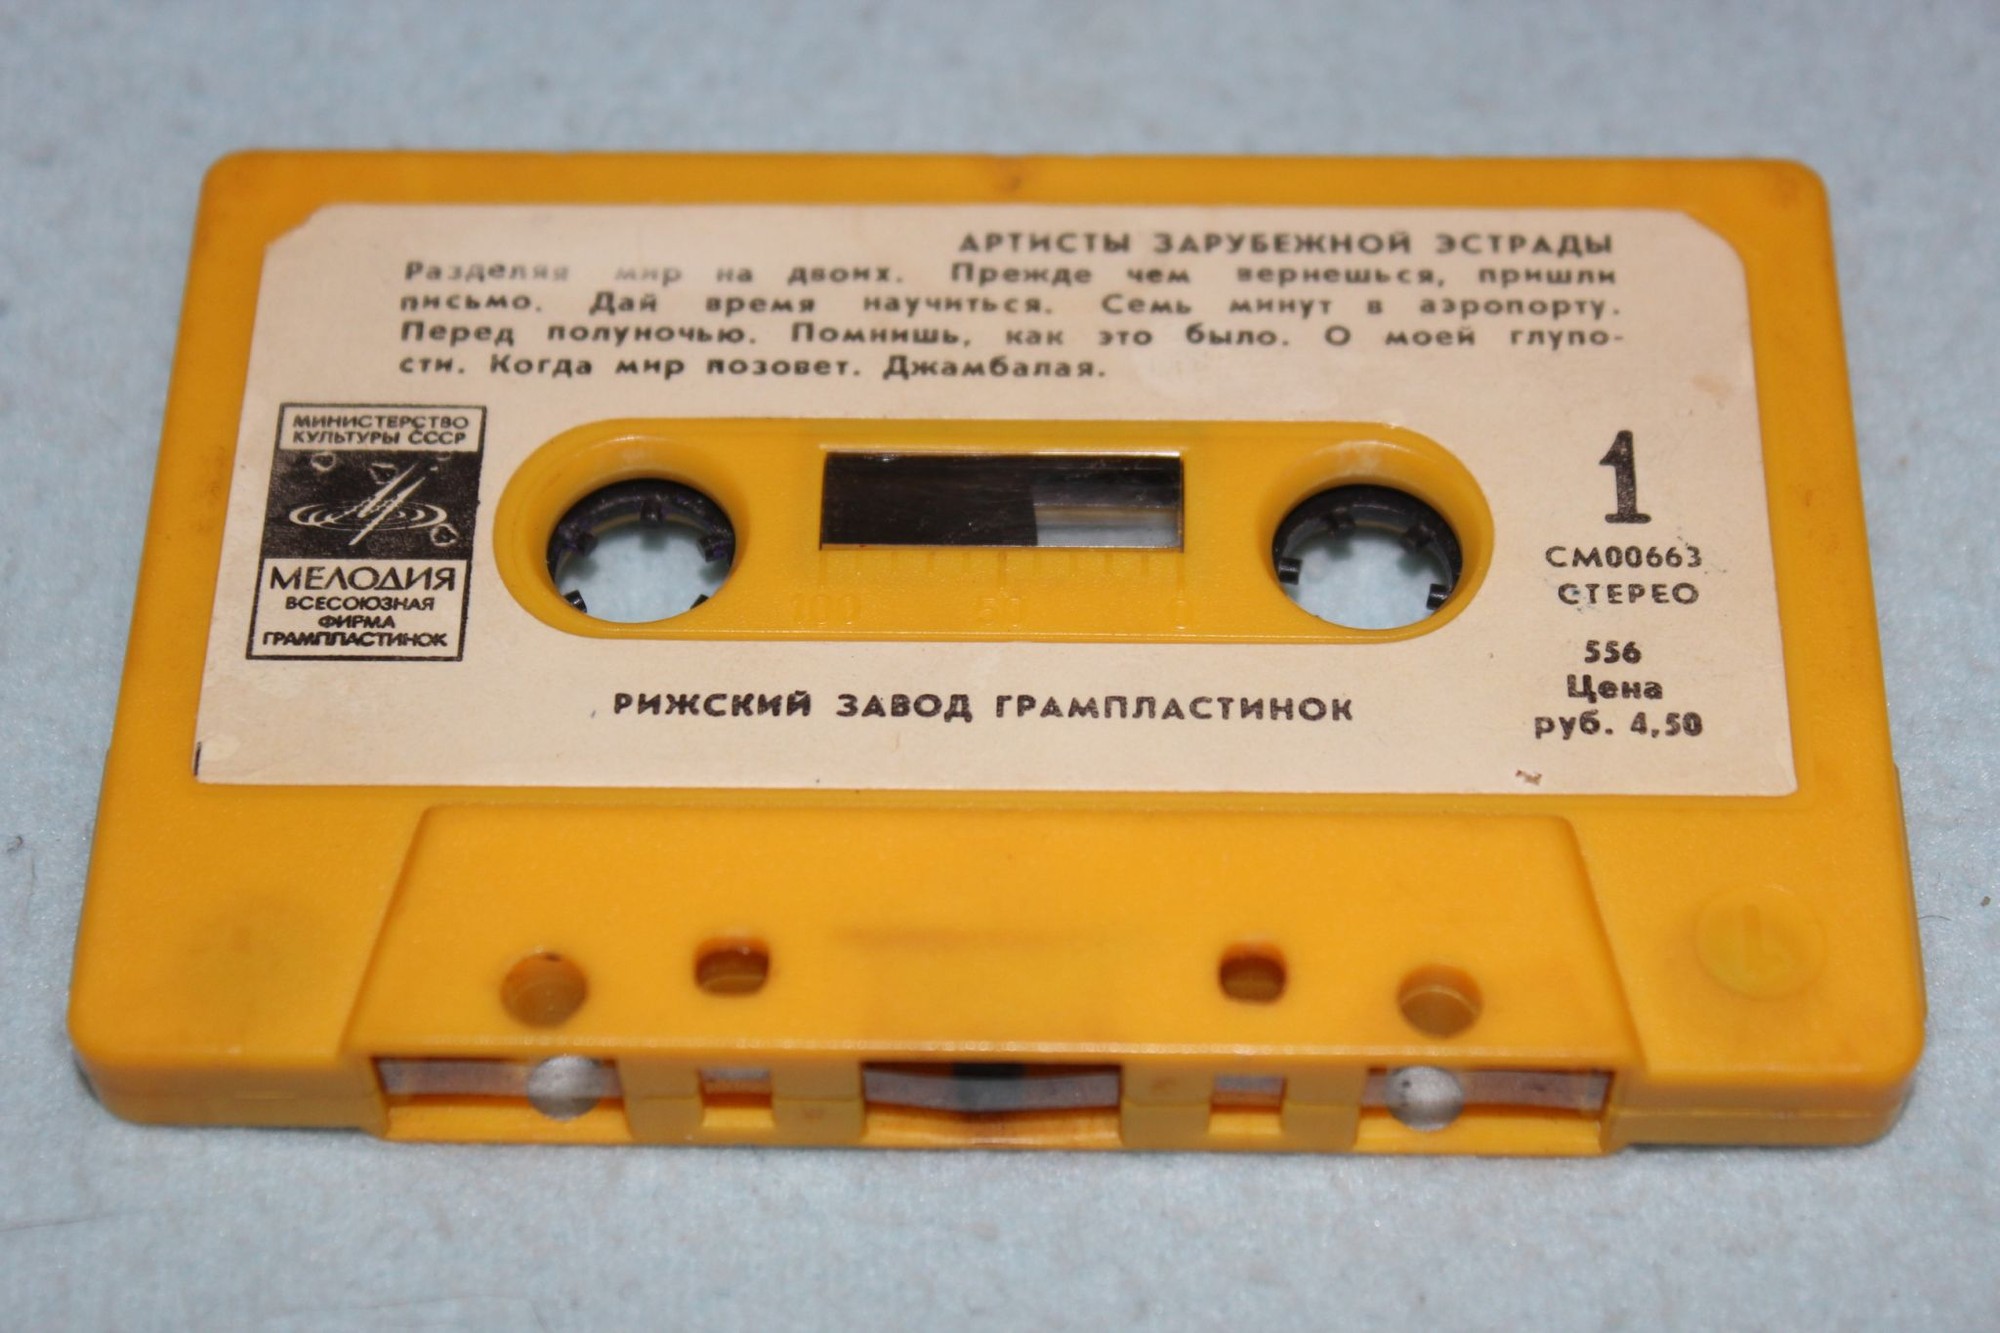 АРТИСТЫ ЗАРУБЕЖНОЙ ЭСТРАДЫ
Разделяя мир на двоих. Прежде чем вернешься, пришли
письмо. Дай время научиться. Семь минут в аэропорту.
Перед полуночью. Помнишь, как это было. О моей глупо-
сти. Когда мир позовет. Джамбалая.
МИНИСТЕРСТВО
КУЛЬТУРЫ СССР
МЕЛОДИЯ
ВСЕСОЮЗНАЯ
ФИРМА
ГРАМПЛАСТИНОК
1
СМ00663
СТЕРЕО
556
Цена
руб. 4,50
100 50 0
РИЖСКИЙ ЗАВОД ГРАМПЛАСТИНОК
1